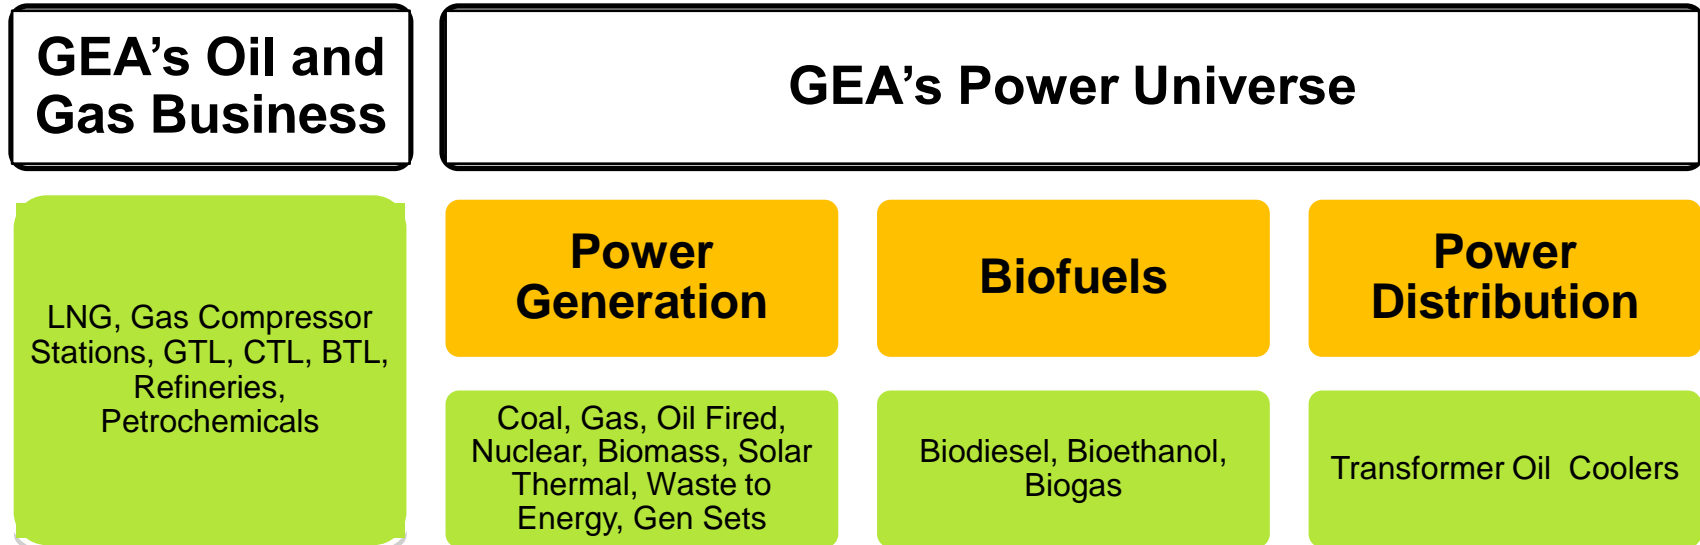 GEA’s Oil and
Gas Business
GEA’s Power Universe
LNG, Gas Compressor
Stations, GTL, CTL, BTL,
Refineries,
Petrochemicals
Power
Generation
Coal, Gas, Oil Fired,
Nuclear, Biomass, Solar
Thermal, Waste to
Energy, Gen Sets
Biofuels
Biodiesel, Bioethanol,
Biogas
Power
Distribution
Transformer Oil  Coolers